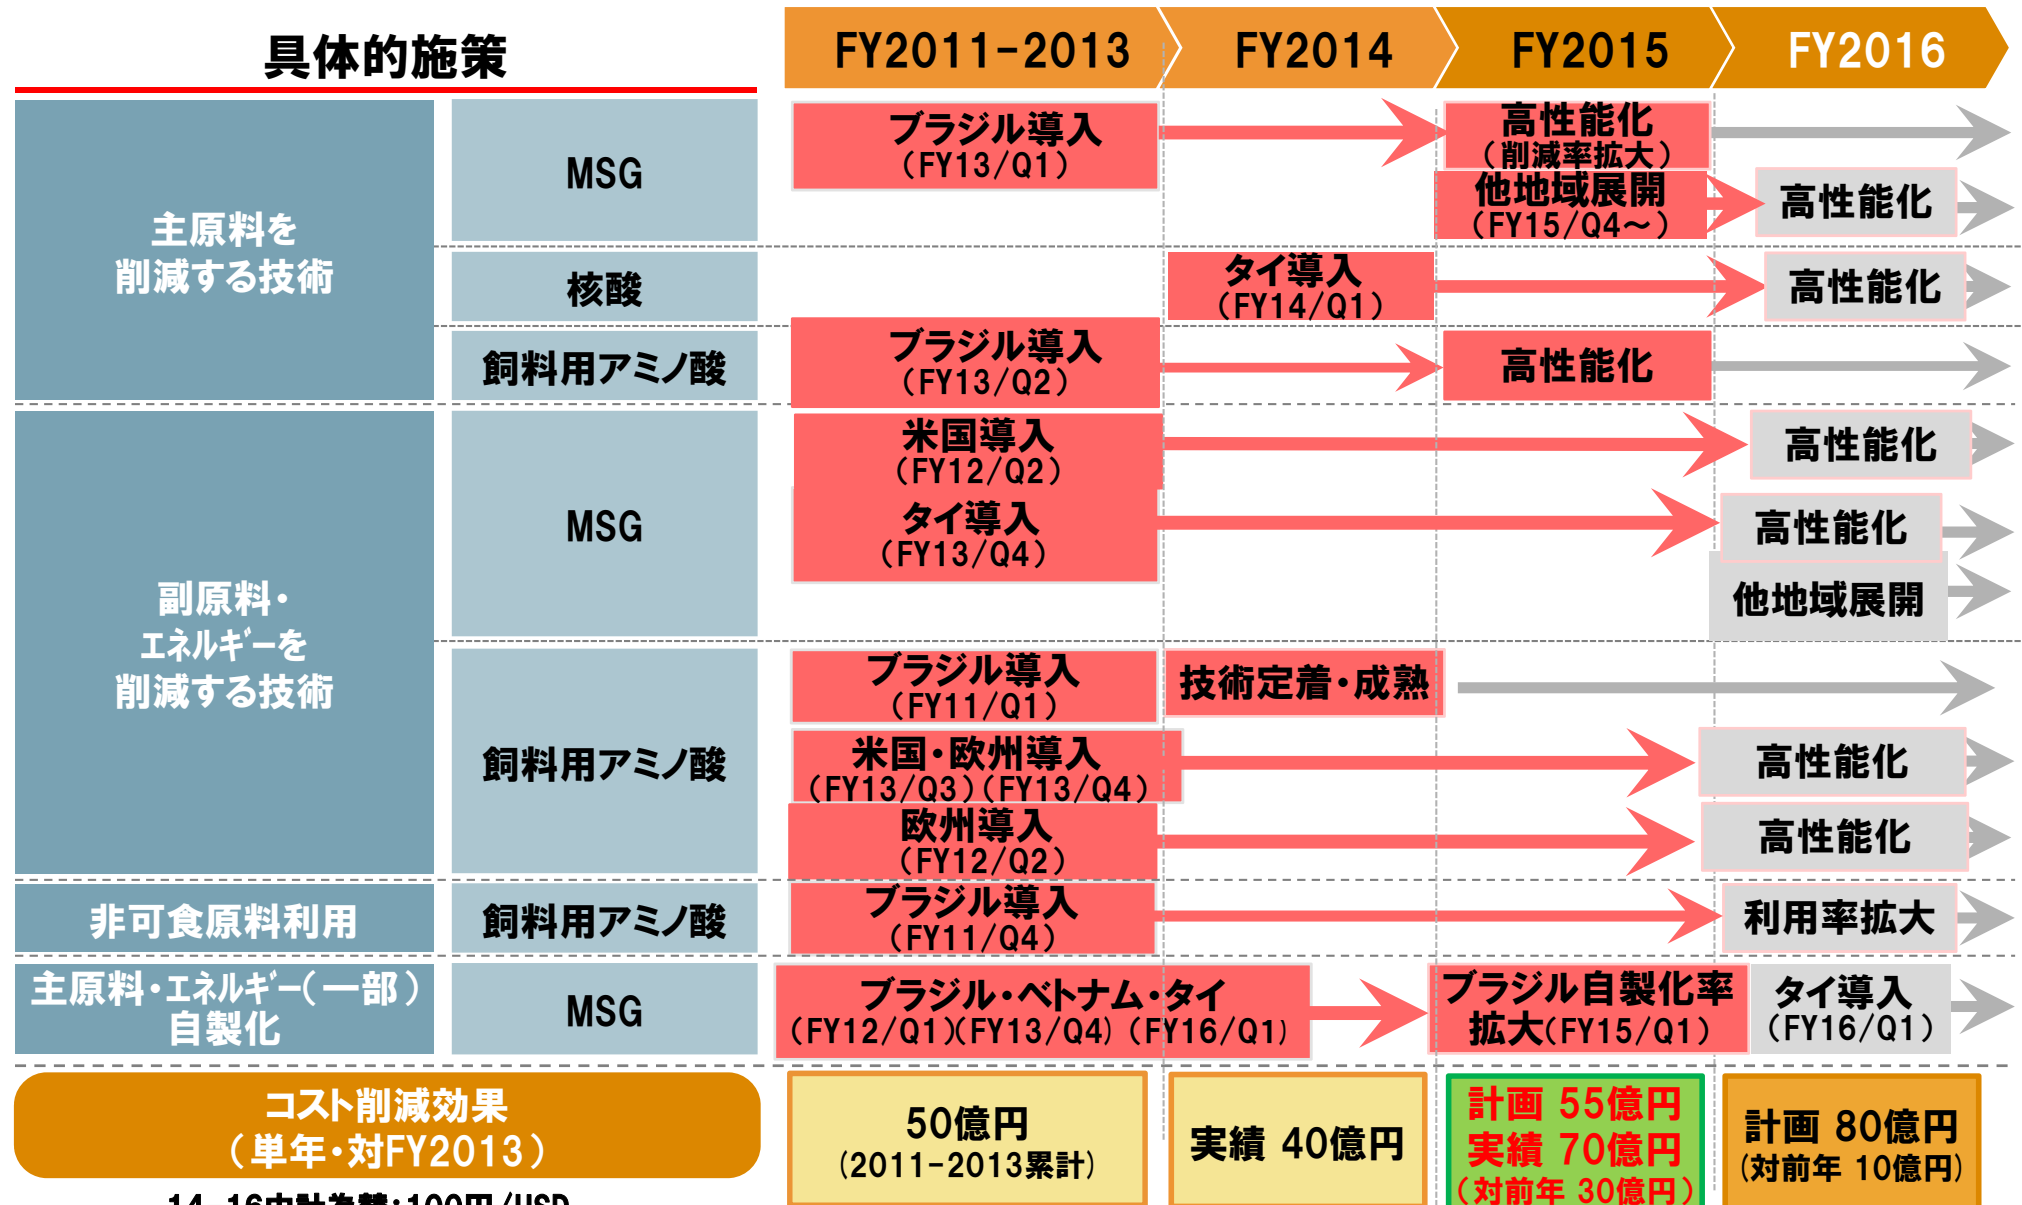 具体的施策
FY2011-2013
FY2014
FY2015
FY2016
主原料を
削減する技術
MSG
ブラジル導入
（FY13/Q1）
高性能化
（削減率拡大）
他地域展開
（FY15/Q4～）
高性能化
核酸
タイ導入
（FY14/Q1）
高性能化
飼料用アミノ酸
ブラジル導入
（FY13/Q2）
高性能化
副原料・
エネルギーを
削減する技術
MSG
米国導入
（FY12/Q2）
高性能化
タイ導入
（FY13/Q4）
高性能化
他地域展開
飼料用アミノ酸
ブラジル導入
（FY11/Q1）
技術定着・成熟
米国・欧州導入
（FY13/Q3）（FY13/Q4）
高性能化
欧州導入
（FY12/Q2）
高性能化
非可食原料利用
飼料用アミノ酸
ブラジル導入
（FY11/Q4）
利用率拡大
主原料・エネルギー（一部）
自製化
MSG
ブラジル・ベトナム・タイ
（FY12/Q1）（FY13/Q4）（FY16/Q1）
ブラジル自製化率
拡大（FY15/Q1）
タイ導入
（FY16/Q1）
コスト削減効果
（単年・対FY2013）
50億円
（2011-2013累計）
実績 40億円
計画 55億円
実績 70億円
（対前年 30億円）
計画 80億円
（対前年 10億円）